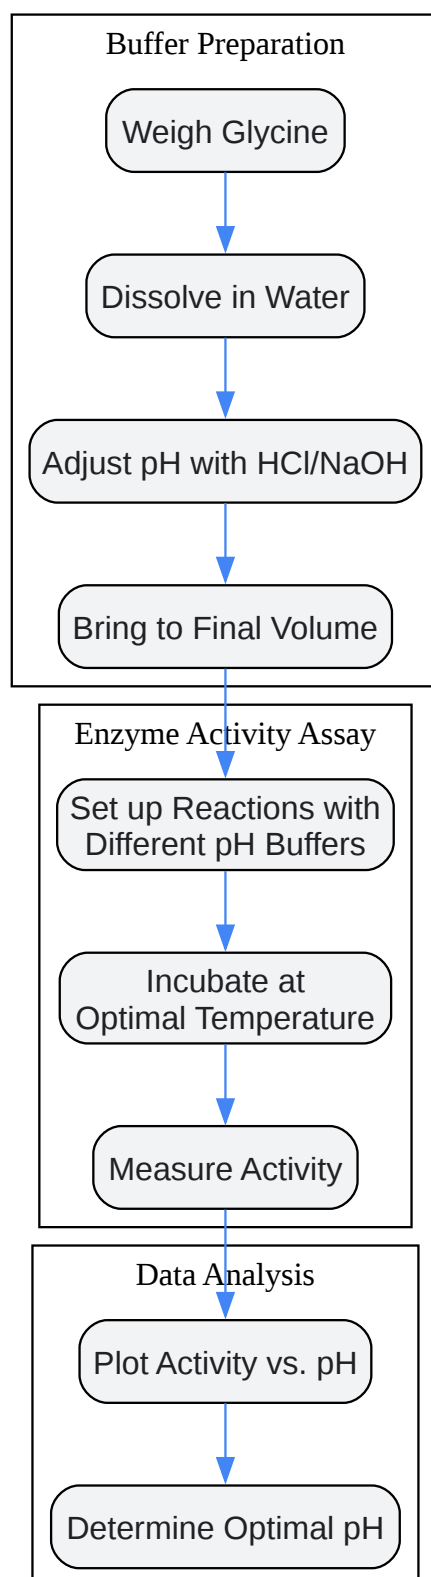 Buffer Preparation
Weigh Glycine
Dissolve in Water
Adjust pH with HCl/NaOH
Bring to Final Volume
Enzyme Activity Assay
Set up Reactions with
Different pH Buffers
Incubate at
Optimal Temperature
Measure Activity
Data Analysis
Plot Activity vs. pH
Determine Optimal pH